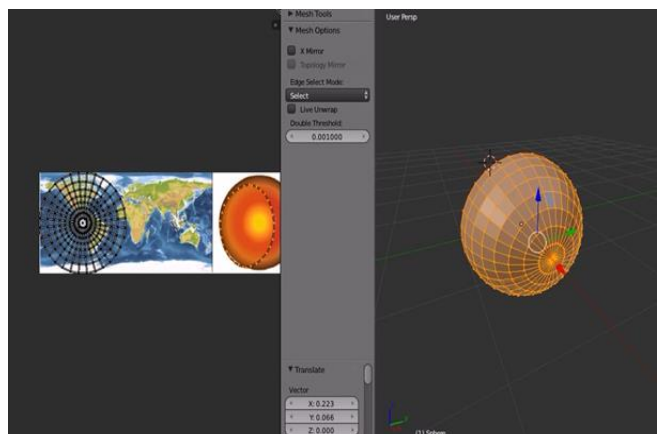 Mesh Tools
Mesh Options
X Mirror
Topology Mirror
Edge Select Mode:
Select
Live Unwrap
Double Threshold:
0.001000
Translate
Vector
X: 0.223
Y: 0.066
Z: 0.000
User Persp
(1) Sphere